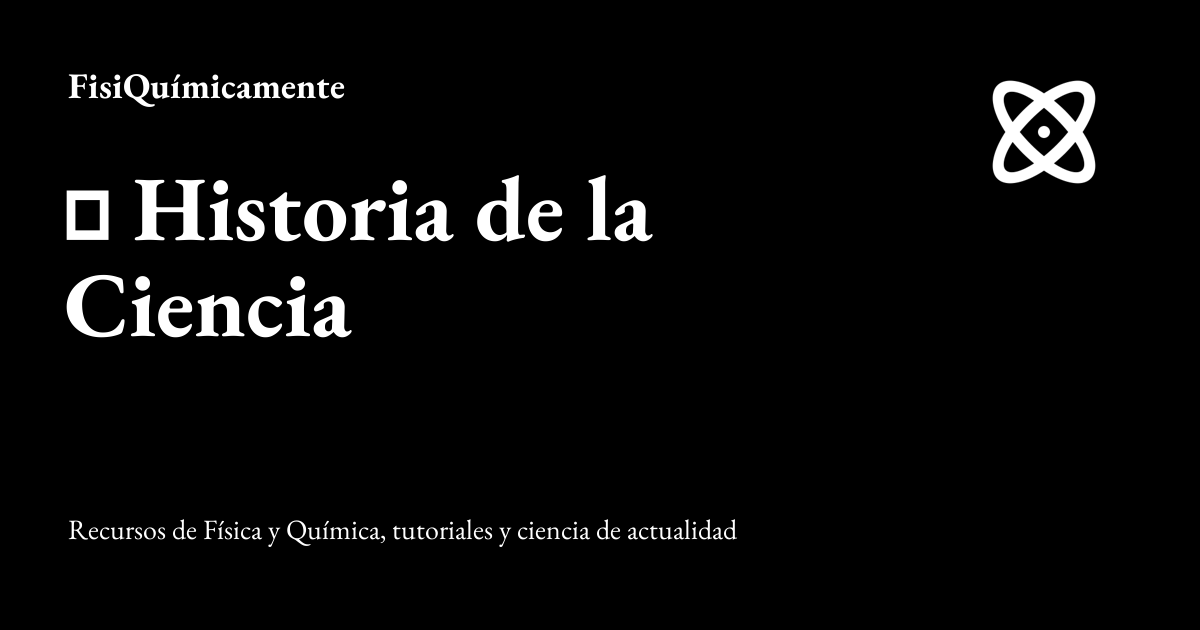 FisiQuímicamente
□ Historia de la
Ciencia
Recursos de Física y Química, tutoriales y ciencia de actualidad